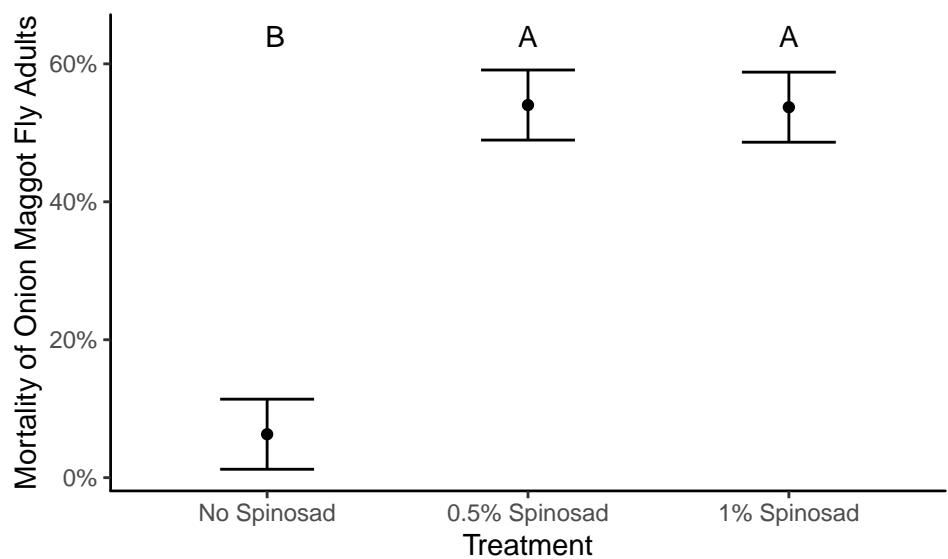 B A A
Mortality of Onion Maggot Fly Adults
60%
40%
20%
0%
No Spinosad 0.5% Spinosad 1% Spinosad
Treatment